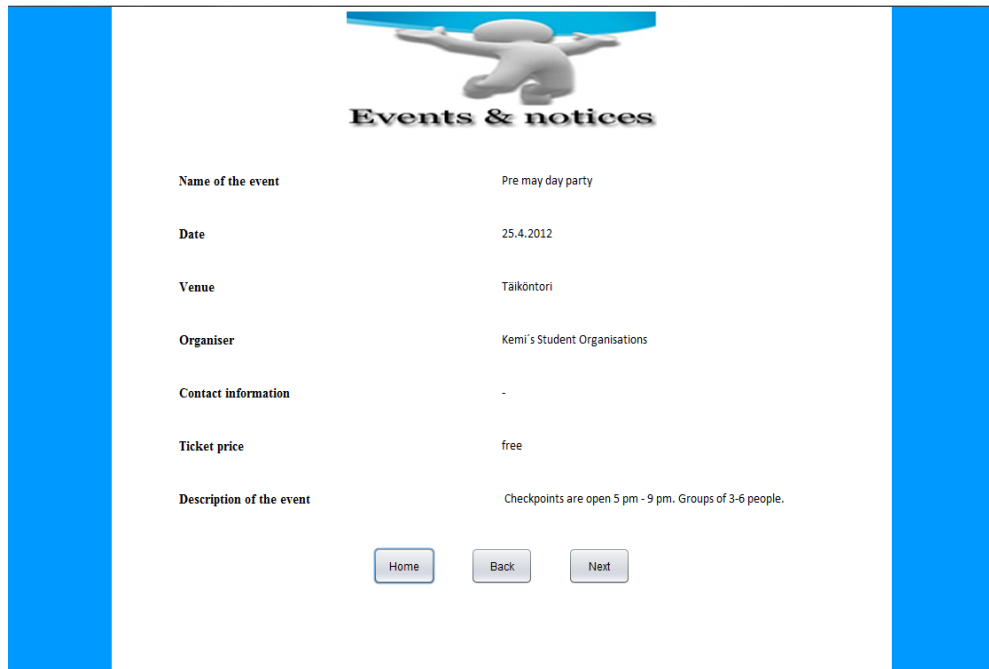 Events & notices
Name of the event Pre may day party
Date 25.4.2012
Venue Täiköntori
Organiser Kemi´s Student Organisations
Contact information -
Ticket price free
Description of the event Checkpoints are open 5 pm - 9 pm. Groups of 3-6 people.
Home Back Next